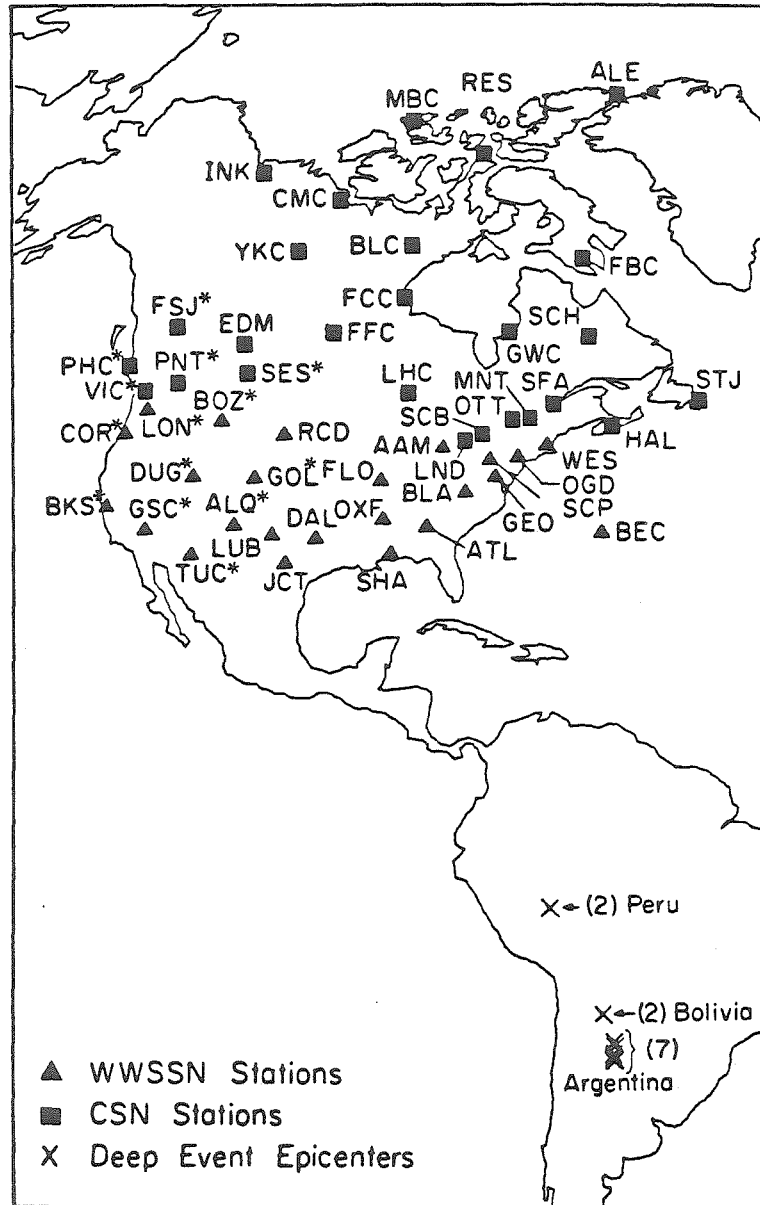 RES
ALE
MBC
INK
CMC
YKC
BLC
FBC
FCC
FSJ*
EDM
FFC
SCH
GWC
PHC*
PNT*
SES*
LHC
MNT
SFA
STJ
VIC*
BOZ*
SCB
OTT
COR*
LON*
RCD
AAM
HAL
WES
DUG*
GOL*
FLO
LND
OGD
BLA
SCP
BKS*
GSC*
ALQ*
DAL
OXF
GEO
BEC
LUB
ATL
TUC*
JCT
SHA
(2) Peru
(2) Bolivia
(7)
Argentina
WWSSN Stations
CSN Stations
Deep Event Epicenters